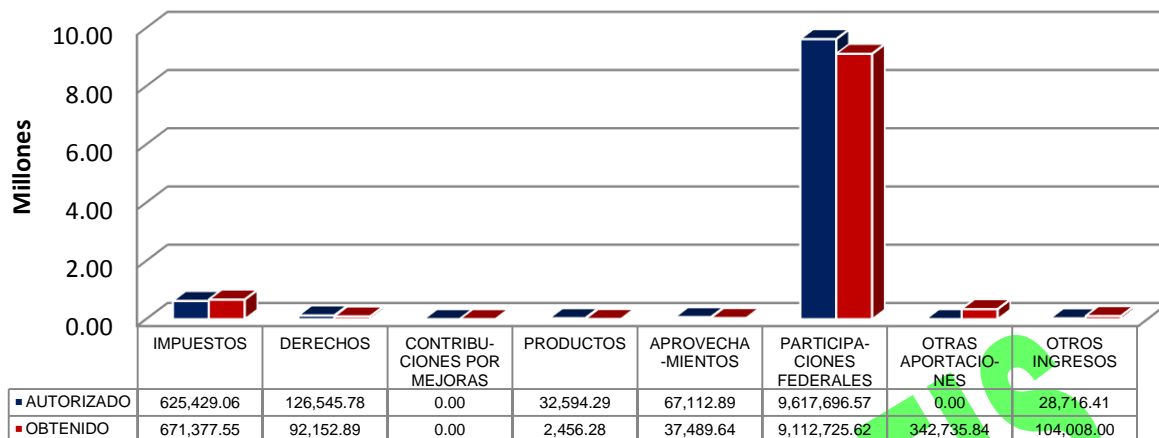 10.00
8.00
6.00
4.00
2.00
0.00
Millones
IMPUESTOS
DERECHOS
CONTRIBU-
CIONES POR
MEJORAS
PRODUCTOS
APROVECHA
-MIENTOS
PARTICIPA-
CIONES
FEDERALES
OTRAS
APORTACIO-
NES
OTROS
INGRESOS
AUTORIZADO 625,429.06 126,545.78 0.00 32,594.29 67,112.89 9,617,696.57 0.00 28,716.41
OBTENIDO 671,377.55 92,152.89 0.00 2,456.28 37,489.64 9,112,725.62 342,735.84 104,008.00